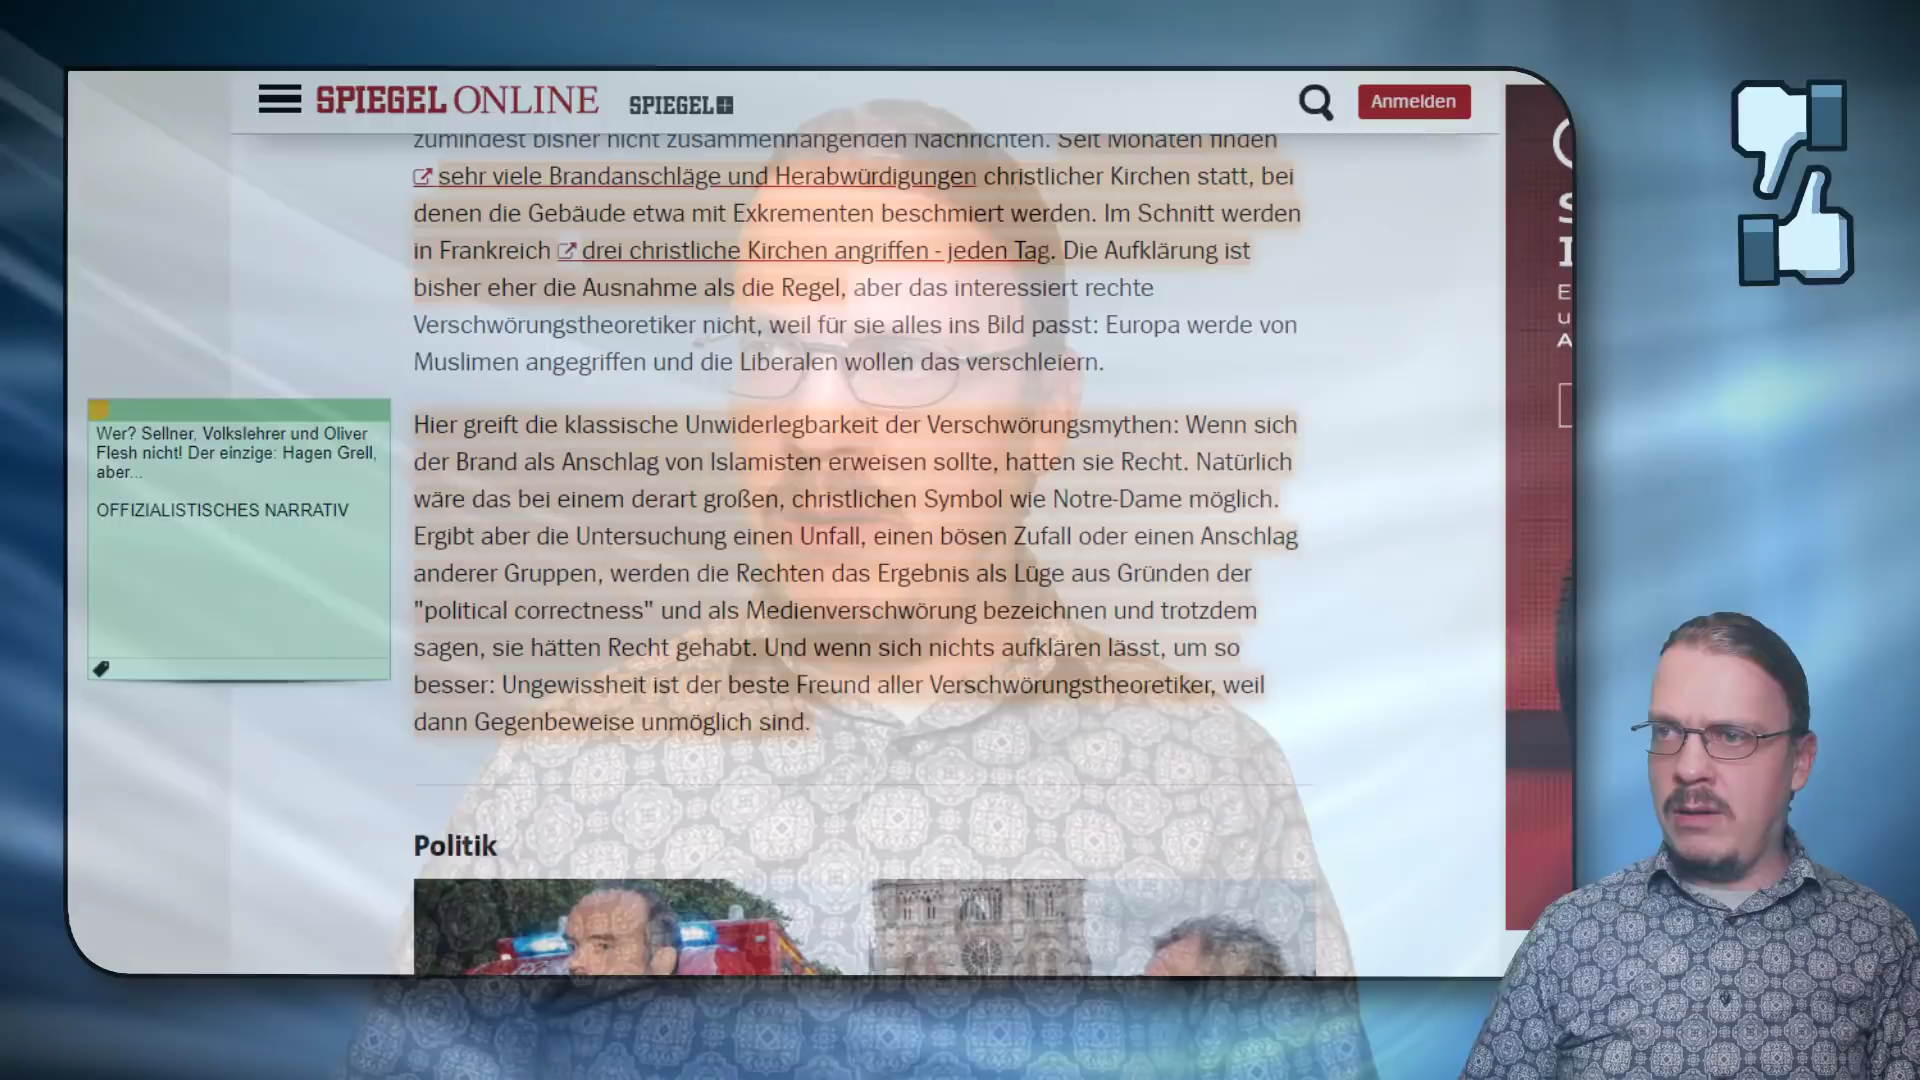 SPIEGEL ONLINE SPIEGEL+
Anmelden
zumindest bisher nicht zusammenhängenden Nachrichten. Seit Monaten finden
sehr viele Brandanschläge und Herabwürdigungen christlicher Kirchen statt, bei
denen die Gebäude etwa mit Exkrementen beschmiert werden. Im Schnitt werden
in Frankreich drei christliche Kirchen angriffen - jeden Tag. Die Aufklärung ist
bisher eher die Ausnahme als die Regel, aber das interessiert rechte
Verschwörungstheoretiker nicht, weil für sie alles ins Bild passt: Europa werde von
Muslimen angegriffen und die Liberalen wollen das verschleiern.
Wer? Sellner, Volkslehrer und Oliver
Flesh nicht! Der einzige: Hagen Grell,
aber...
OFFIZIALISTISCHES NARRATIV
Hier greift die klassische Unwiderlegbarkeit der Verschwörungsmythen: Wenn sich
der Brand als Anschlag von Islamisten erweisen sollte, hatten sie Recht. Natürlich
wäre das bei einem derart großen, christlichen Symbol wie Notre-Dame möglich.
Ergibt aber die Untersuchung einen Unfall, einen bösen Zufall oder einen Anschlag
anderer Gruppen, werden die Rechten das Ergebnis als Lüge aus Gründen der
"political correctness" und als Medienverschwörung bezeichnen und trotzdem
sagen, sie hätten Recht gehabt. Und wenn sich nichts aufklären lässt, um so
besser: Ungewissheit ist der beste Freund aller Verschwörungstheoretiker, weil
dann Gegenbeweise unmöglich sind.
Politik